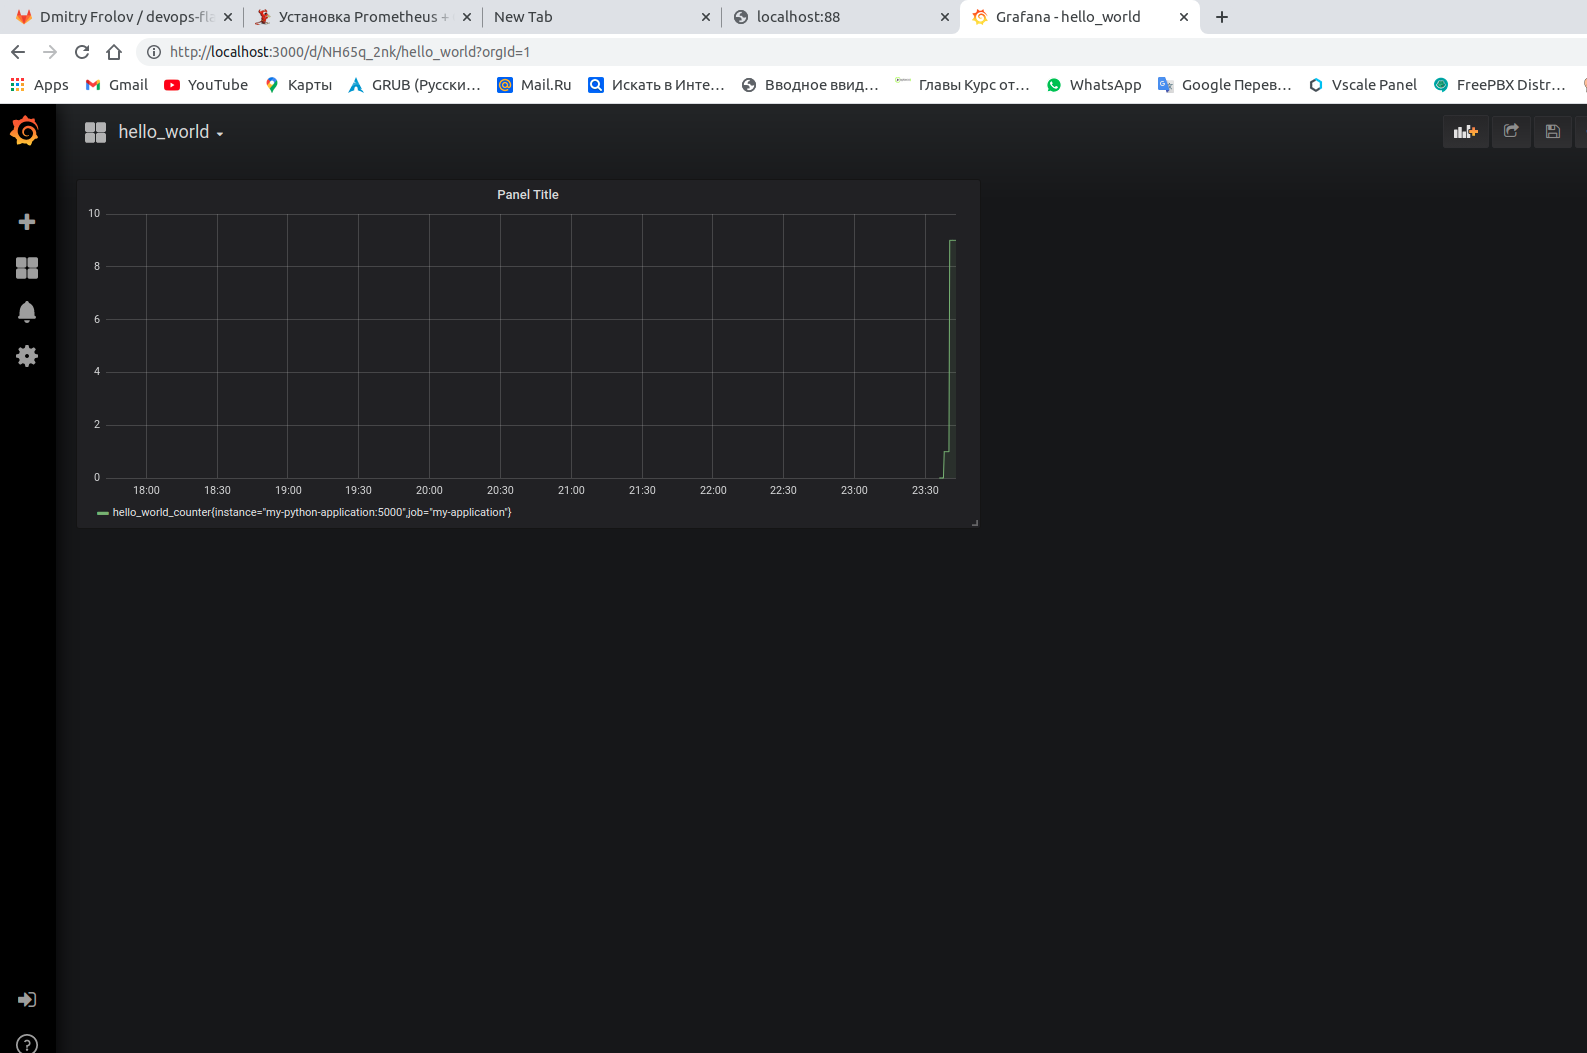 Dmitry Frolov / devops-fla
Установка Prometheus +
New Tab
localhost:88
Grafana - hello_world
http://localhost:3000/d/NH65q_2nk/hello_world?orgId=1
Apps Gmail YouTube Карты GRUB (Русски... Mail.Ru Искать в Инте... Вводное ввид... Главы Курс от... WhatsApp Google Перев... Vscale Panel FreePBX Distr...
hello_world
Panel Title
10
8
6
4
2
0
18:00 18:30 19:00 19:30 20:00 20:30 21:00 21:30 22:00 22:30 23:00 23:30
hello_world_counter{instance="my-python-application:5000",job="my-application"}